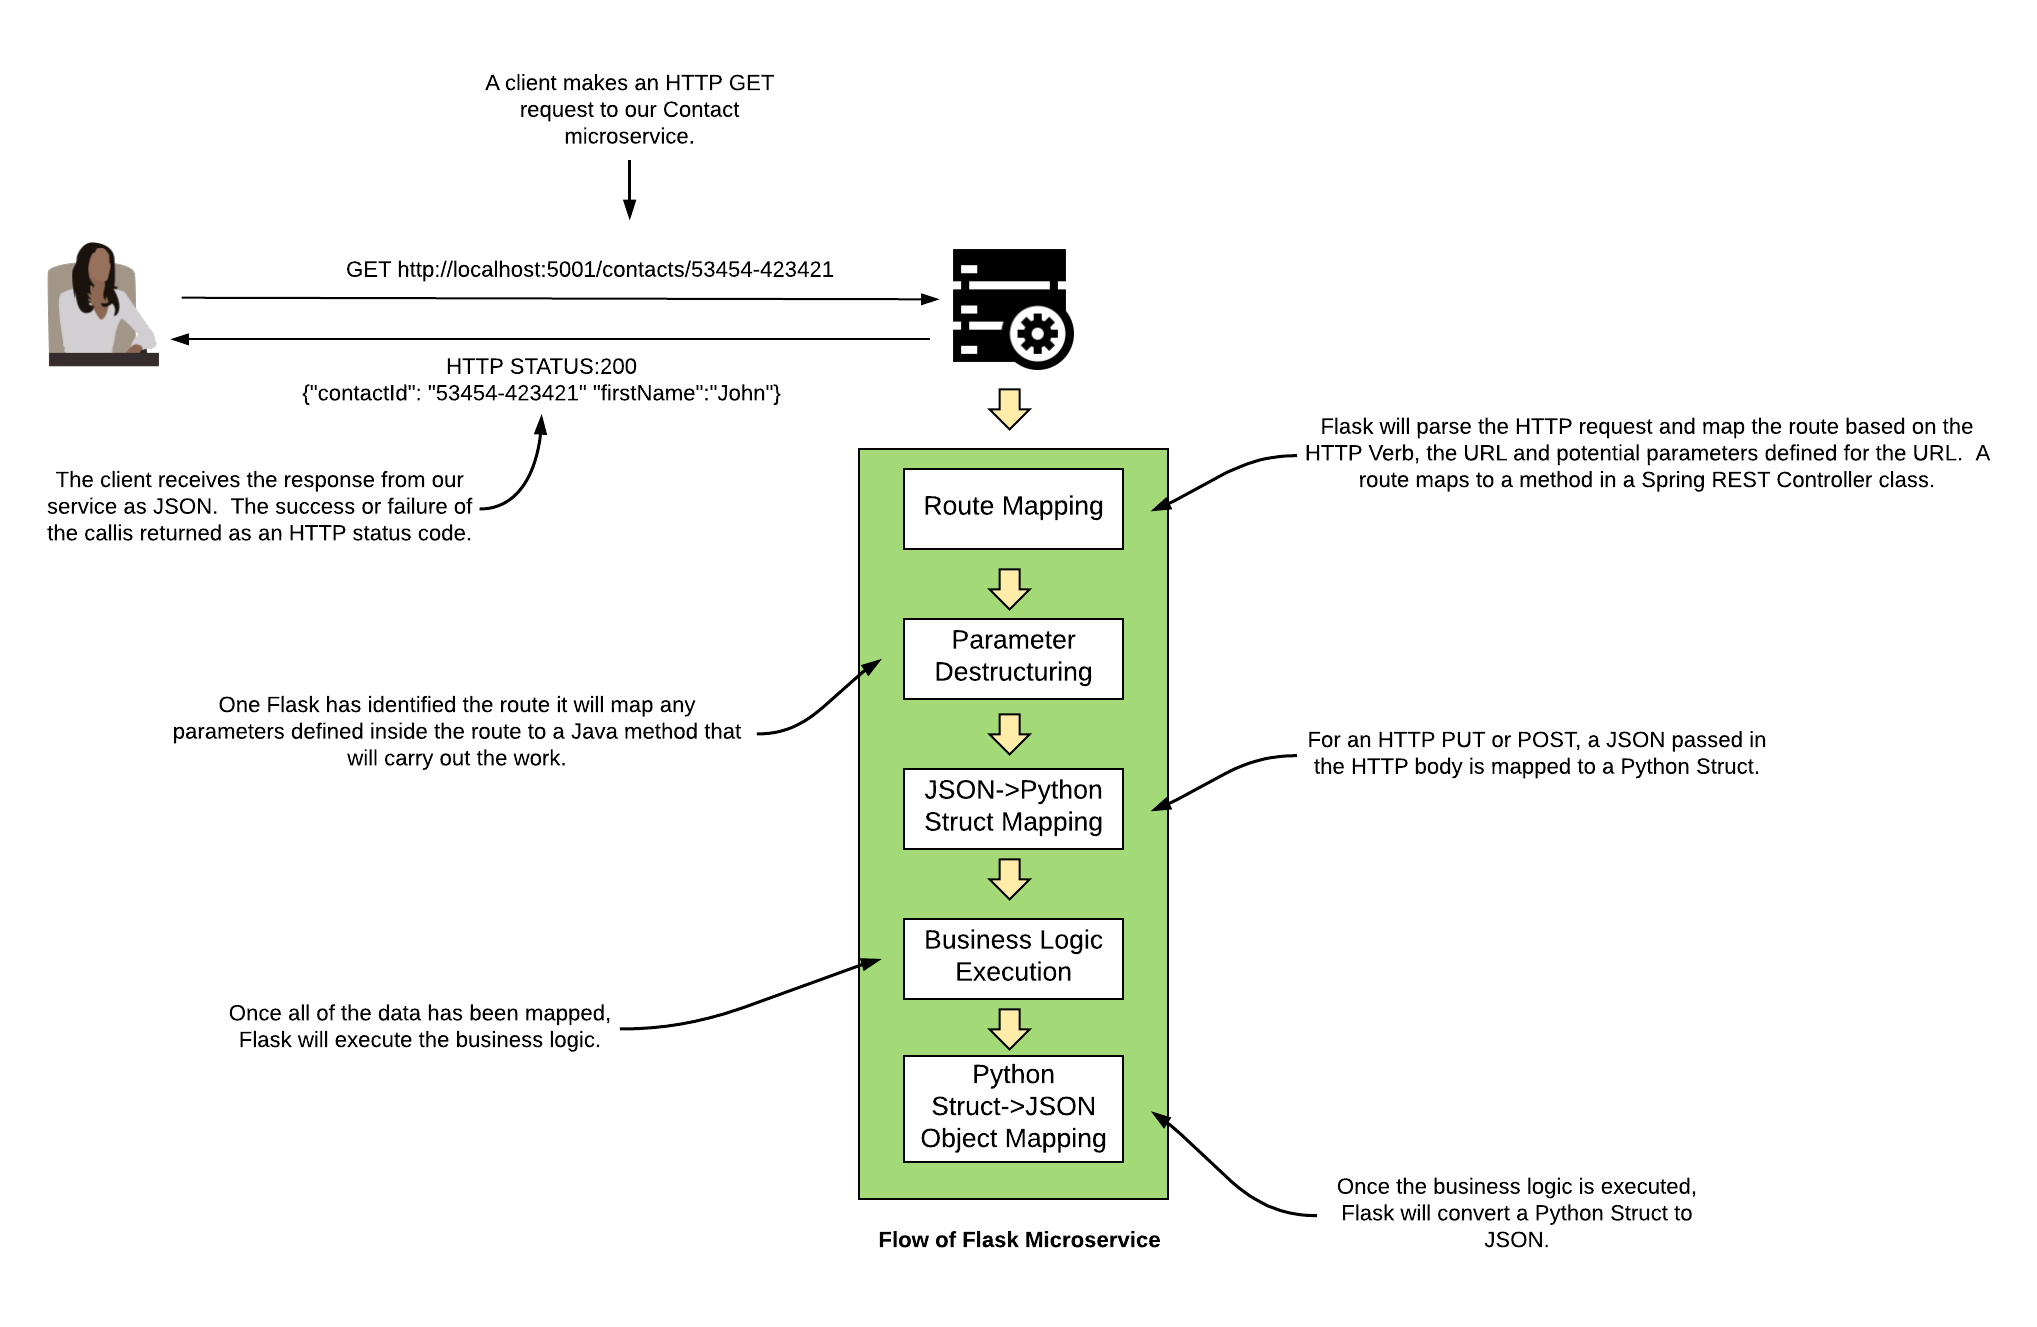 A client makes an HTTP GET
request to our Contact
microservice.
GET http://localhost:5001/contacts/53454-423421
HTTP STATUS:200
{"contactId": "53454-423421" "firstName":"John"}
The client receives the response from our
service as JSON.  The success or failure of
the callis returned as an HTTP status code.
Flask will parse the HTTP request and map the route based on the
HTTP Verb, the URL and potential parameters defined for the URL.  A
route maps to a method in a Spring REST Controller class.
Route Mapping
Parameter
Destructuring
One Flask has identified the route it will map any
parameters defined inside the route to a Java method that
will carry out the work.
For an HTTP PUT or POST, a JSON passed in
the HTTP body is mapped to a Python Struct.
JSON->Python
Struct Mapping
Business Logic
Execution
Once all of the data has been mapped,
Flask will execute the business logic.
Python
Struct->JSON
Object Mapping
Once the business logic is executed,
Flask will convert a Python Struct to
JSON.
Flow of Flask Microservice